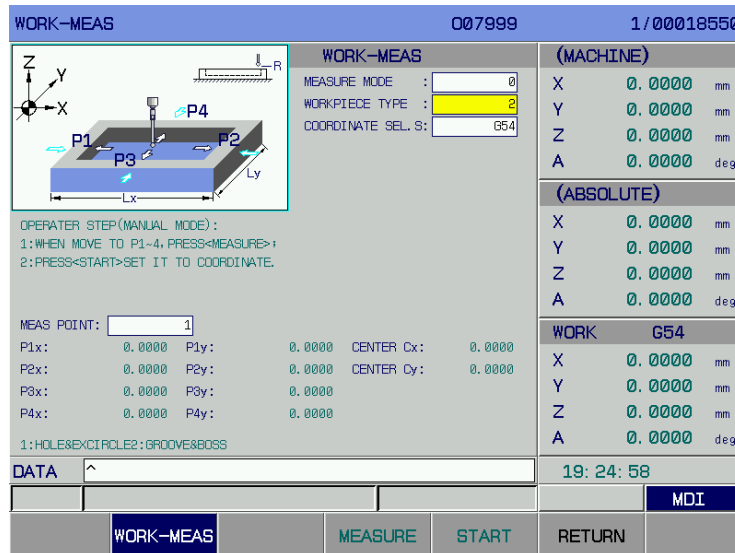 WORK-MEAS O07999 1/00018550
Z
Y
X
R
P4
P1
P2
P3
Ly
Lx
WORK-MEAS
MEASURE MODE : 0
WORKPIECE TYPE : 2
COORDINATE SEL.S: G54
OPERATER STEP(MANUAL MODE):
1:WHEN MOVE TO P1~4,PRESS<MEASURE>;
2:PRESS<START>SET IT TO COORDINATE.
MEAS POINT: 1
P1x: 0.0000 P1y: 0.0000 CENTER Cx: 0.0000
P2x: 0.0000 P2y: 0.0000 CENTER Cy: 0.0000
P3x: 0.0000 P3y: 0.0000
P4x: 0.0000 P4y: 0.0000
1:HOLE&EXCIRCLE2:GROOVE&BOSS
(MACHINE)
X 0.0000 mm
Y 0.0000 mm
Z 0.0000 mm
A 0.0000 deg
(ABSOLUTE)
X 0.0000 mm
Y 0.0000 mm
Z 0.0000 mm
A 0.0000 deg
WORK G54
X 0.0000 mm
Y 0.0000 mm
Z 0.0000 mm
A 0.0000 deg
DATA ^
19:24:58
MDI
WORK-MEAS MEASURE START RETURN